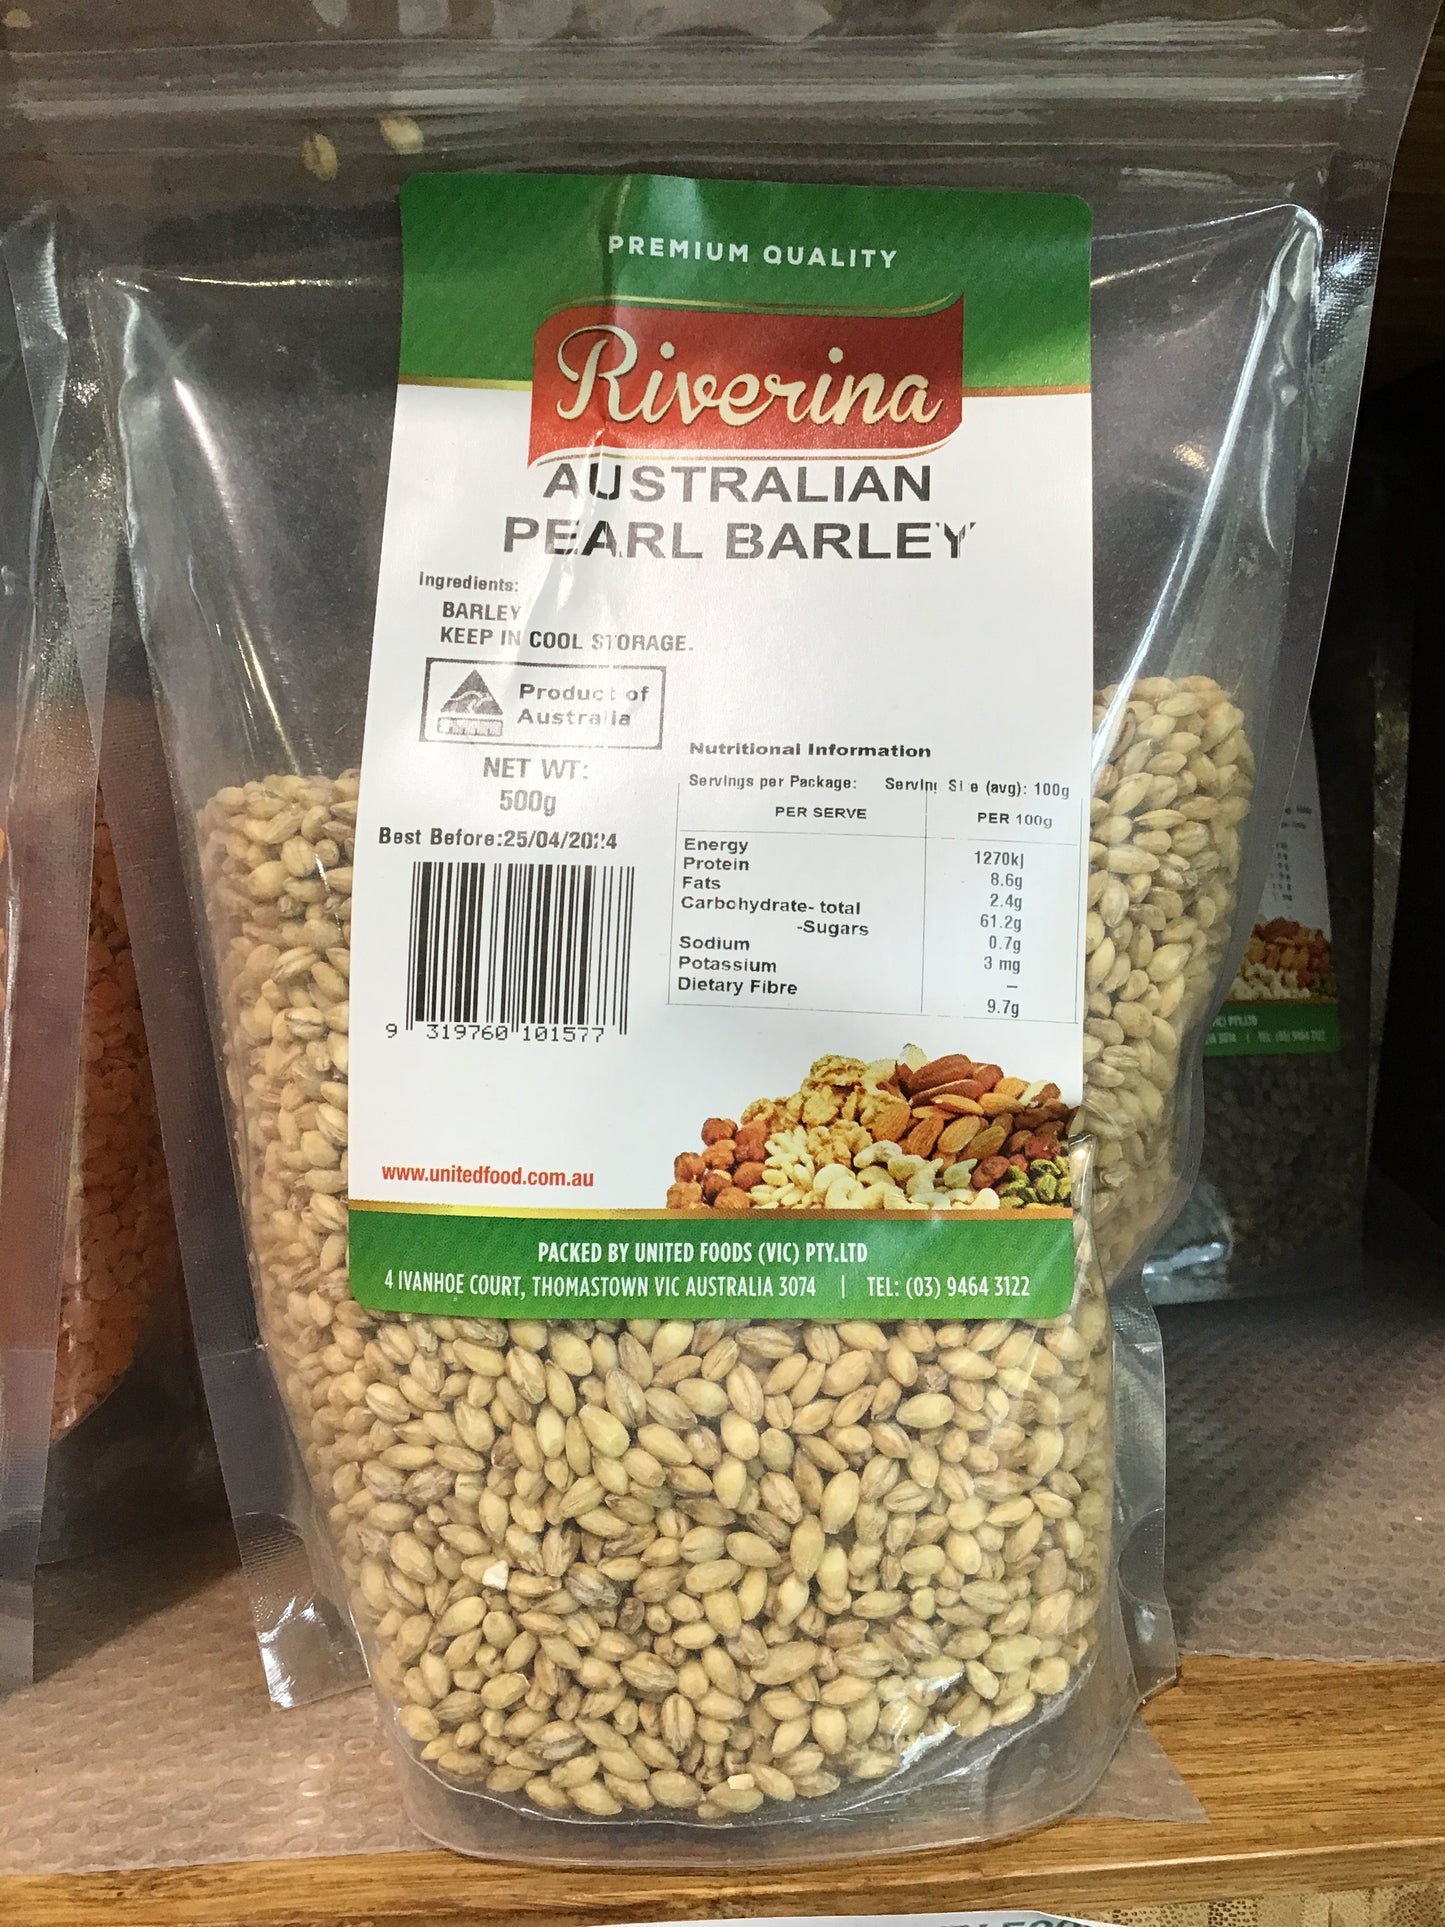 PREMIUM QUALITY
Riverina
AUSTRALIAN
PEARL BARLEY
Ingredients:
BARLEY
KEEP IN COOL STORAGE.
Product of
Australia
NET WT:
500g
Best Before:25/04/2024
9 319760 101577
Nutritional Information
Servings per Package: Serving Size (avg): 100g
PER SERVE PER 100g
Energy 1270kj
Protein 8.6g
Fats 2.4g
Carbohydrate- total 61.2g
-Sugars 0.7g
Sodium 3 mg
Potassium –
Dietary Fibre 9.7g
www.unitedfood.com.au
PACKED BY UNITED FOODS (VIC) PTY.LTD
4 IVANHOE COURT, THOMASTOWN VIC AUSTRALIA 3074 | TEL: (03) 9464 3122